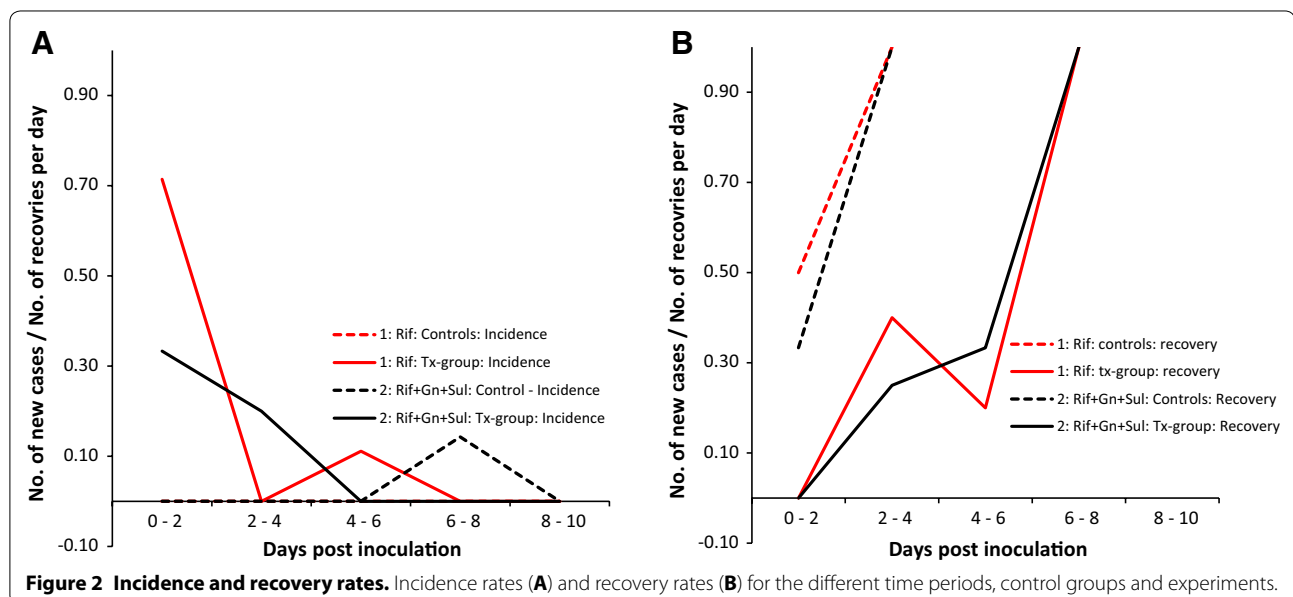 A
No. of new cases / No. of recovries per day
0.90
0.70
0.50
0.30
0.10
-0.10
1: Rif: Controls: Incidence
1: Rif: Tx-group: Incidence
2: Rif+Gn+Sul: Control - Incidence
2: Rif+Gn+Sul: Tx-group: Incidence
0 - 2 2 - 4 4 - 6 6 - 8 8 - 10
Days post inoculation
B
No. of new cases / No. of recovries per day
0.90
0.70
0.50
0.30
0.10
-0.10
1: Rif: controls: recovery
1: Rif: tx-group: recovery
2: Rif+Gn+Sul: Controls: Recovery
2: Rif+Gn+Sul: Tx-group: Recovery
0 - 2 2 - 4 4 - 6 6 - 8 8 - 10
Days post inoculation
Figure 2 Incidence and recovery rates. Incidence rates (A) and recovery rates (B) for the different time periods, control groups and experiments.